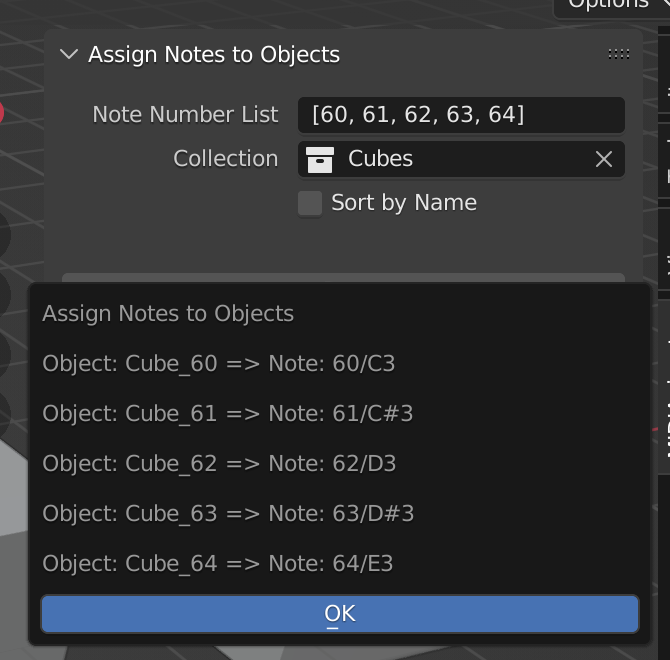 Options
Assign Notes to Objects
Note Number List [60, 61, 62, 63, 64]
Collection Cubes
Sort by Name
Assign Notes to Objects
Object: Cube_60 => Note: 60/C3
Object: Cube_61 => Note: 61/C#3
Object: Cube_62 => Note: 62/D3
Object: Cube_63 => Note: 63/D#3
Object: Cube_64 => Note: 64/E3
OK